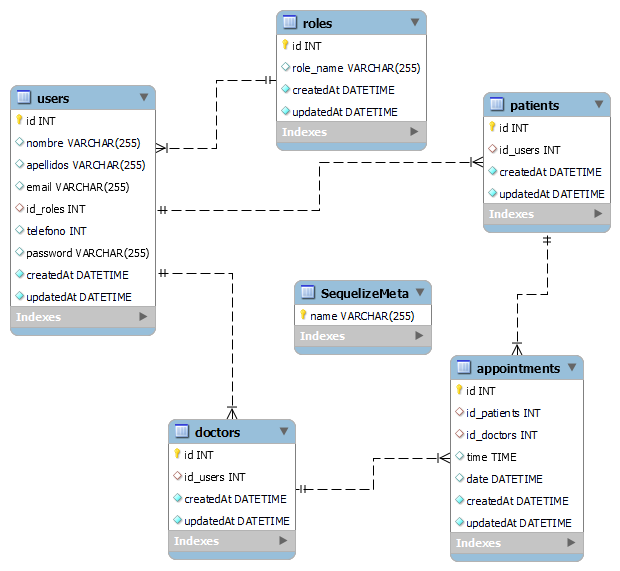 roles
id INT
role_name VARCHAR(255)
createdAt DATETIME
updatedAt DATETIME
Indexes
users
id INT
nombre VARCHAR(255)
apellidos VARCHAR(255)
email VARCHAR(255)
id_roles INT
telefono INT
password VARCHAR(255)
createdAt DATETIME
updatedAt DATETIME
Indexes
patients
id INT
id_users INT
createdAt DATETIME
updatedAt DATETIME
Indexes
SequelizeMeta
name VARCHAR(255)
Indexes
doctors
id INT
id_users INT
createdAt DATETIME
updatedAt DATETIME
Indexes
appointments
id INT
id_patients INT
id_doctors INT
time TIME
date DATETIME
createdAt DATETIME
updatedAt DATETIME
Indexes